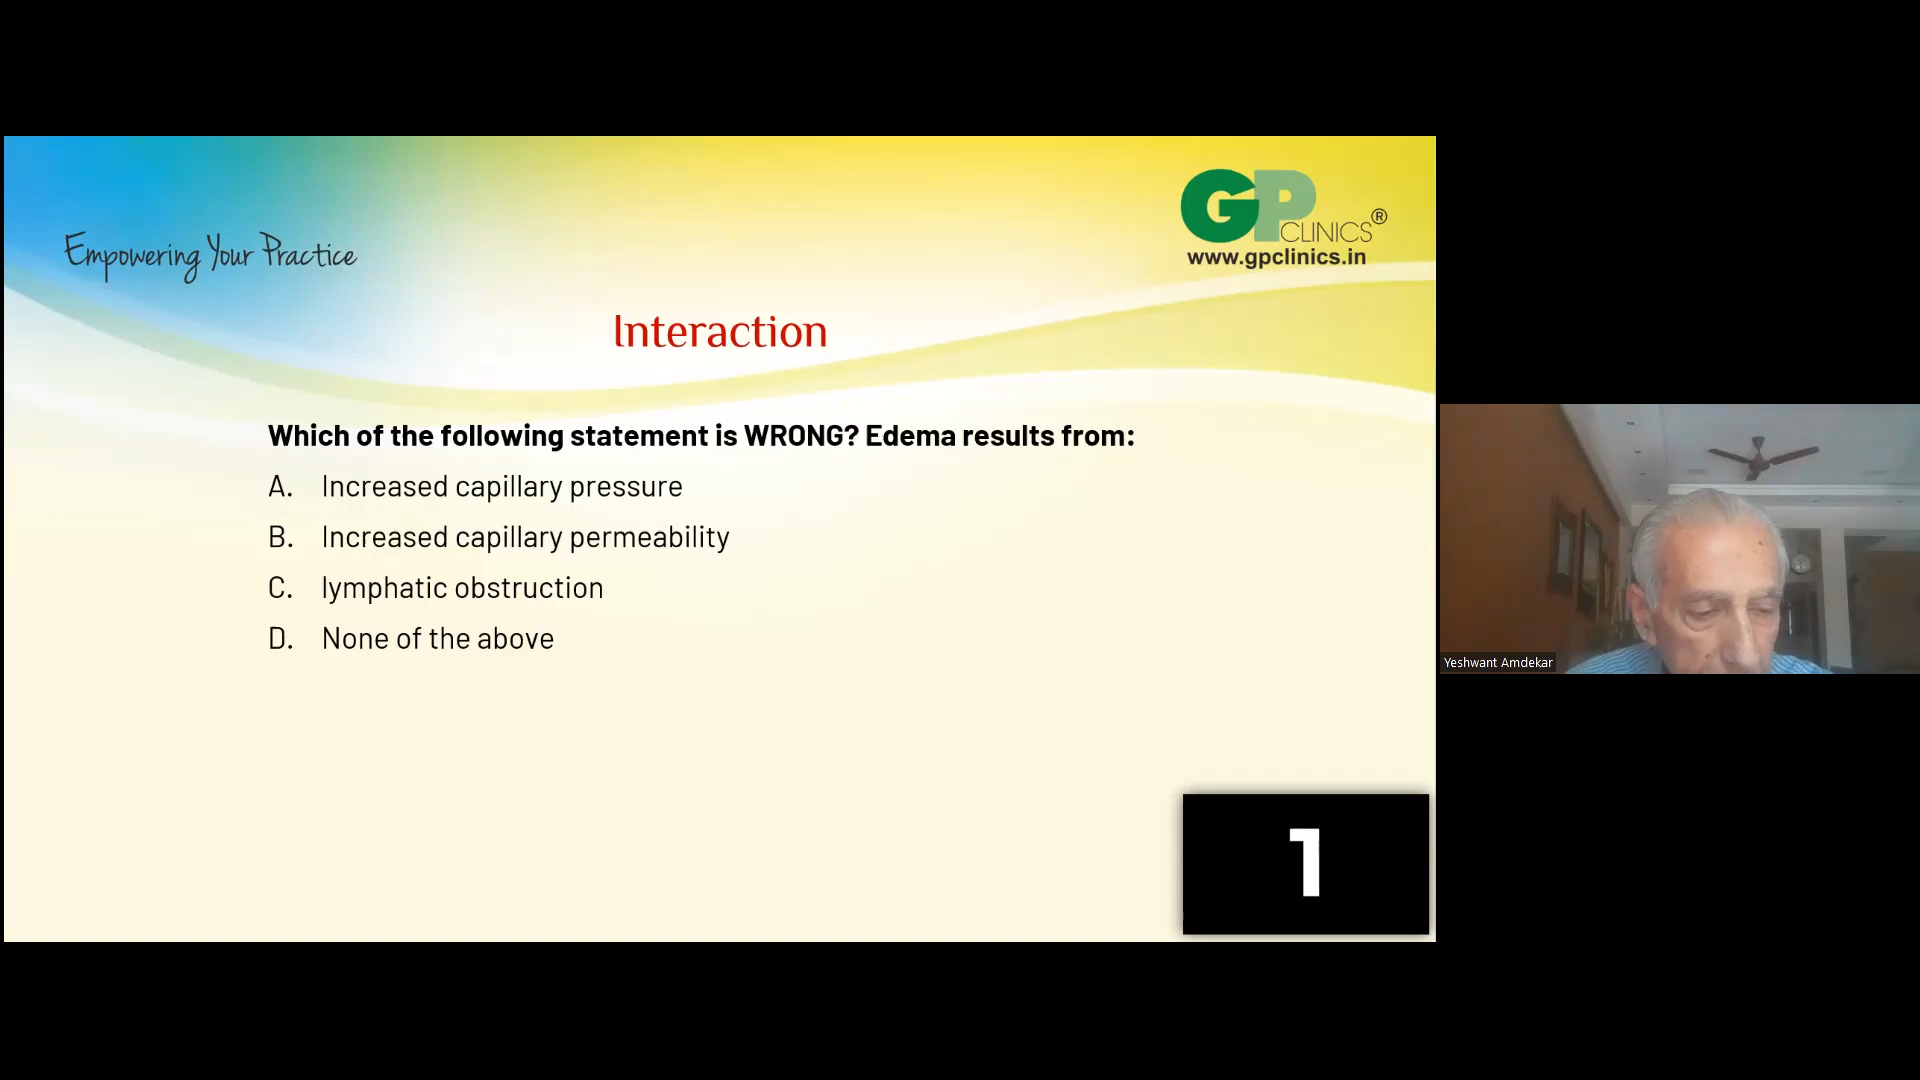 Empowering Your Practice
GP CLINICS®
www.gpclinics.in
Interaction
Which of the following statement is WRONG? Edema results from:
A. Increased capillary pressure
B. Increased capillary permeability
C. lymphatic obstruction
D. None of the above
Yeshwant Amdekar
1